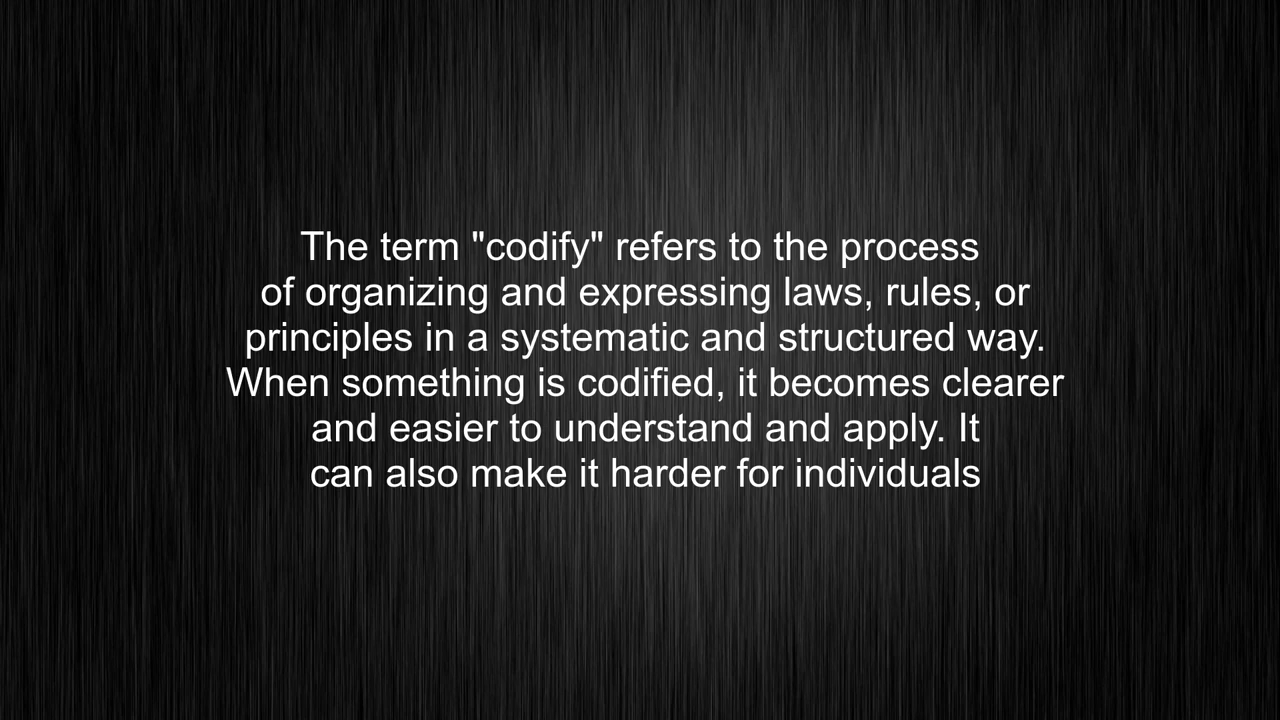 The term "codify" refers to the process
of organizing and expressing laws, rules, or
principles in a systematic and structured way.
When something is codified, it becomes clearer
and easier to understand and apply. It
can also make it harder for individuals